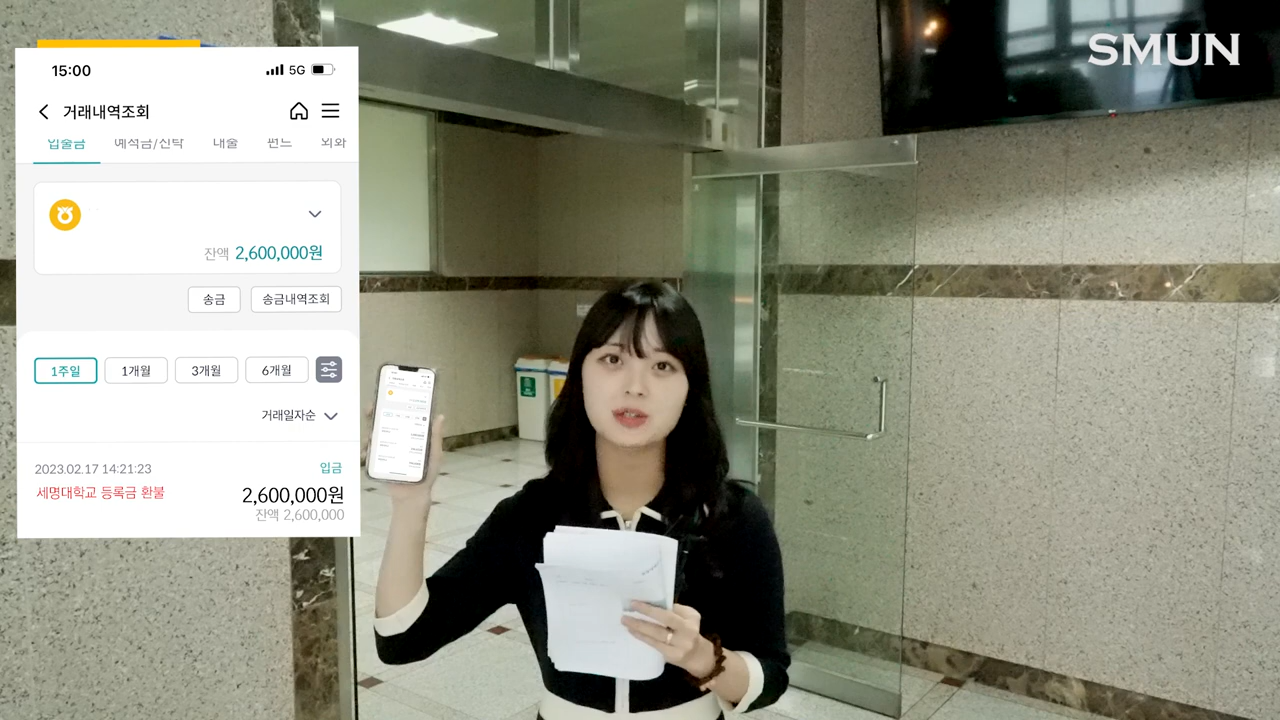 15:00
5G
거래내역조회
입출금 예적금/신탁 대출 펀드 외화
잔액 2,600,000원
송금 송금내역조회
1주일 1개월 3개월 6개월
거래일자순
2023.02.17 14:21:23 입금
세명대학교 등록금 환불 2,600,000원
잔액 2,600,000
SMUN